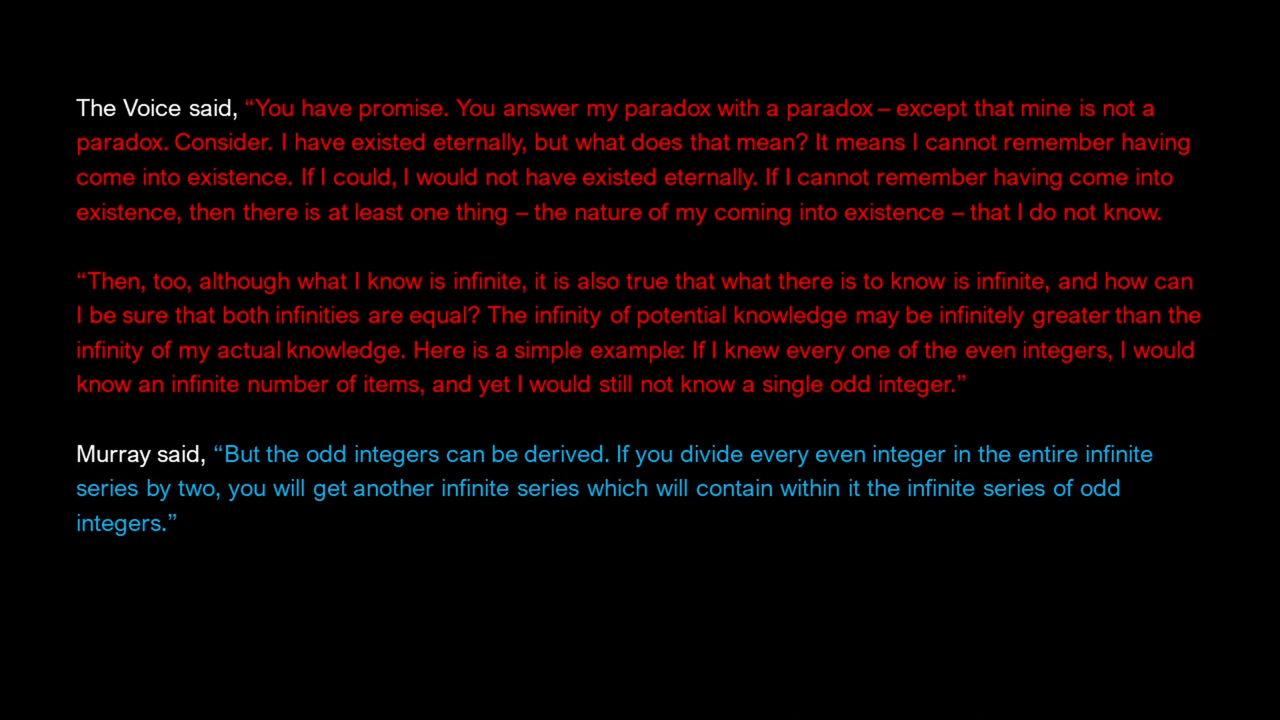 The Voice said, “You have promise. You answer my paradox with a paradox – except that mine is not a
paradox. Consider. I have existed eternally, but what does that mean? It means I cannot remember having
come into existence. If I could, I would not have existed eternally. If I cannot remember having come into
existence, then there is at least one thing – the nature of my coming into existence – that I do not know.
“Then, too, although what I know is infinite, it is also true that what there is to know is infinite, and how can
I be sure that both infinities are equal? The infinity of potential knowledge may be infinitely greater than the
infinity of my actual knowledge. Here is a simple example: If I knew every one of the even integers, I would
know an infinite number of items, and yet I would still not know a single odd integer.”
Murray said, “But the odd integers can be derived. If you divide every even integer in the entire infinite
series by two, you will get another infinite series which will contain within it the infinite series of odd
integers.”